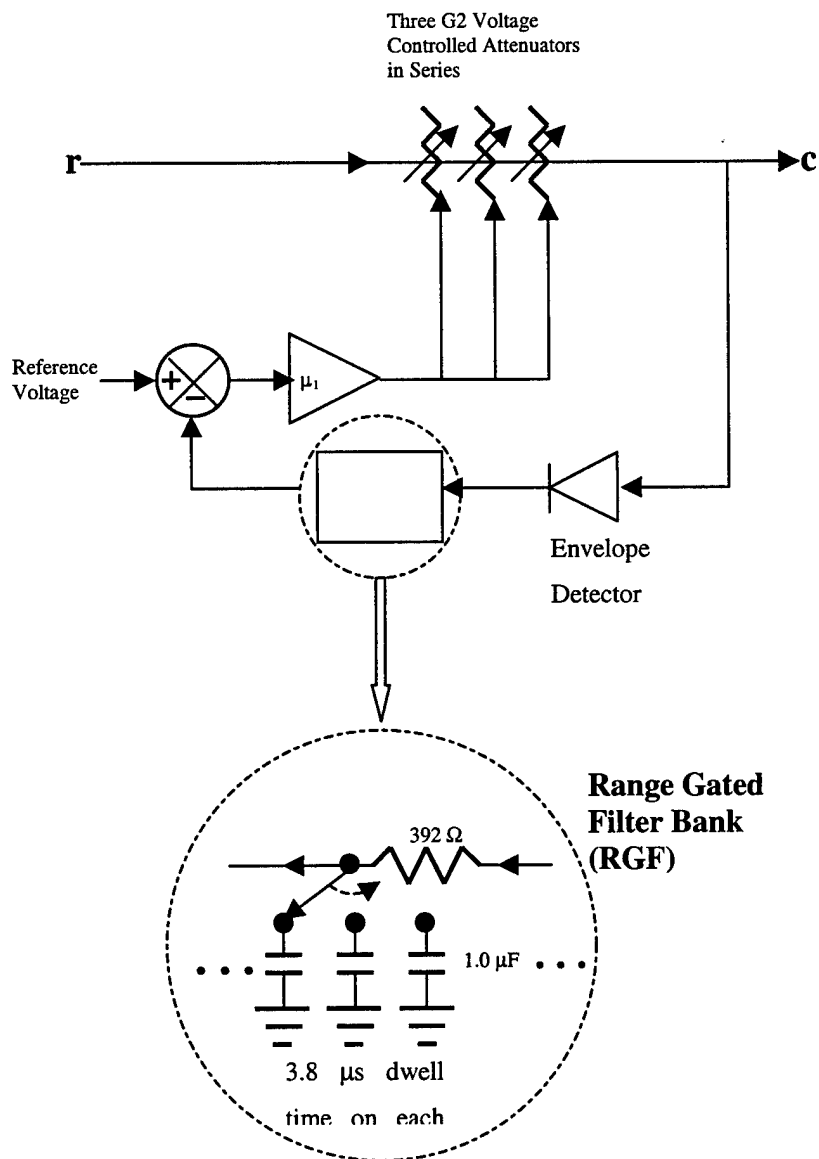 Three G2 Voltage
Controlled Attenuators
in Series
r
c
Reference
Voltage
+
−
μ₁
Envelope
Detector
Range Gated
Filter Bank
(RGF)
392 Ω
1.0 μF
3.8 μs dwell
time on each